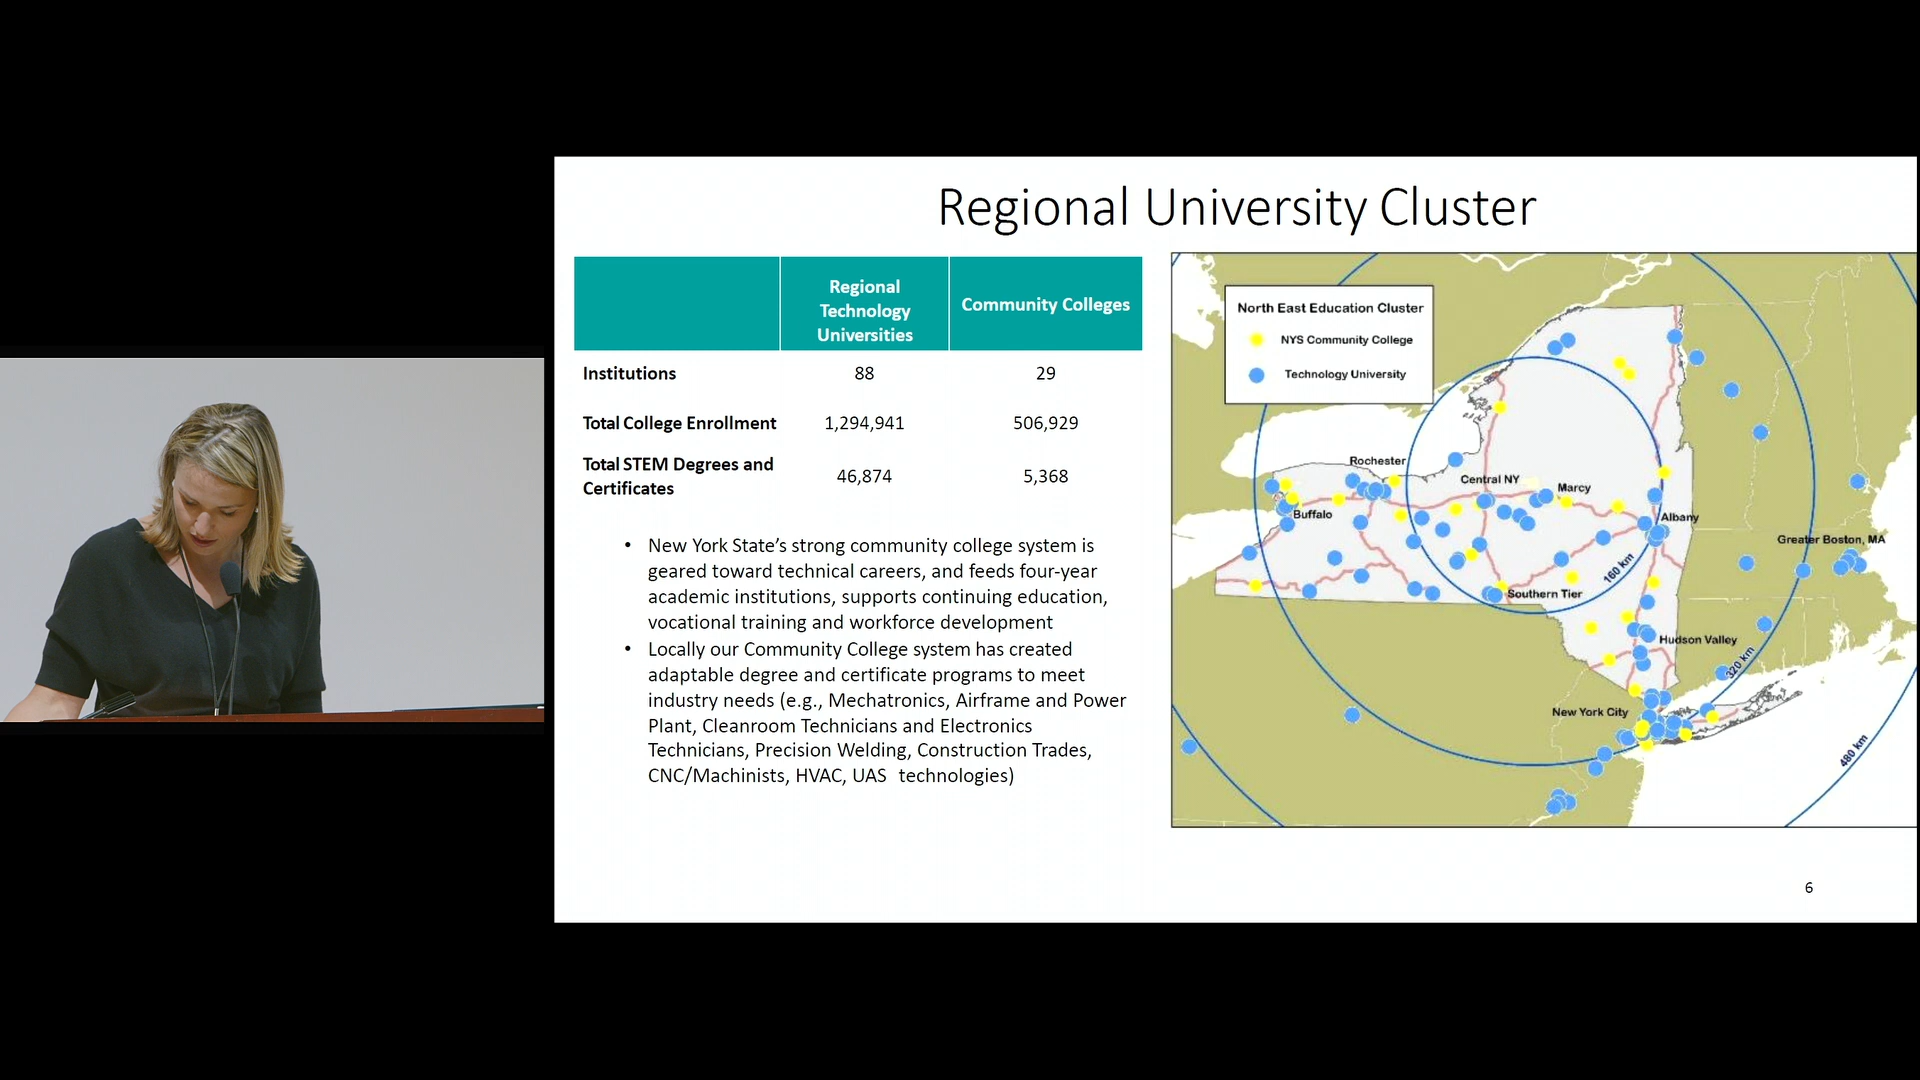 Regional University Cluster
Regional
Technology
Universities
Community Colleges
Institutions
88
29
Total College Enrollment
1,294,941
506,929
Total STEM Degrees and
Certificates
46,874
5,368
• New York State’s strong community college system is
geared toward technical careers, and feeds four-year
academic institutions, supports continuing education,
vocational training and workforce development
• Locally our Community College system has created
adaptable degree and certificate programs to meet
industry needs (e.g., Mechatronics, Airframe and Power
Plant, Cleanroom Technicians and Electronics
Technicians, Precision Welding, Construction Trades,
CNC/Machinists, HVAC, UAS  technologies)
North East Education Cluster
NYS Community College
Technology University
Rochester
Central NY
Marcy
Buffalo
Albany
Greater Boston, MA
160 km
Southern Tier
Hudson Valley
320 km
New York City
480 km
6